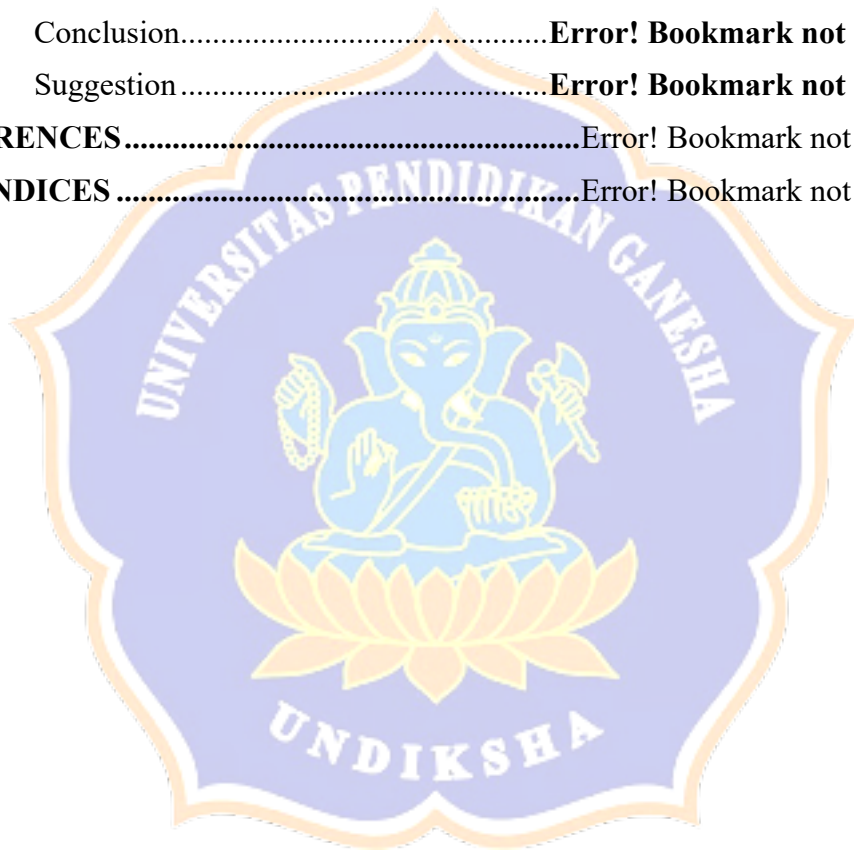 Conclusion.......................................Error! Bookmark not
Suggestion.......................................Error! Bookmark not
RENCES.........................................................Error! Bookmark not
NDICES.........................................................Error! Bookmark not
UNIVERSITAS PENDIDIKAN GANESHA
UNDIKSHA